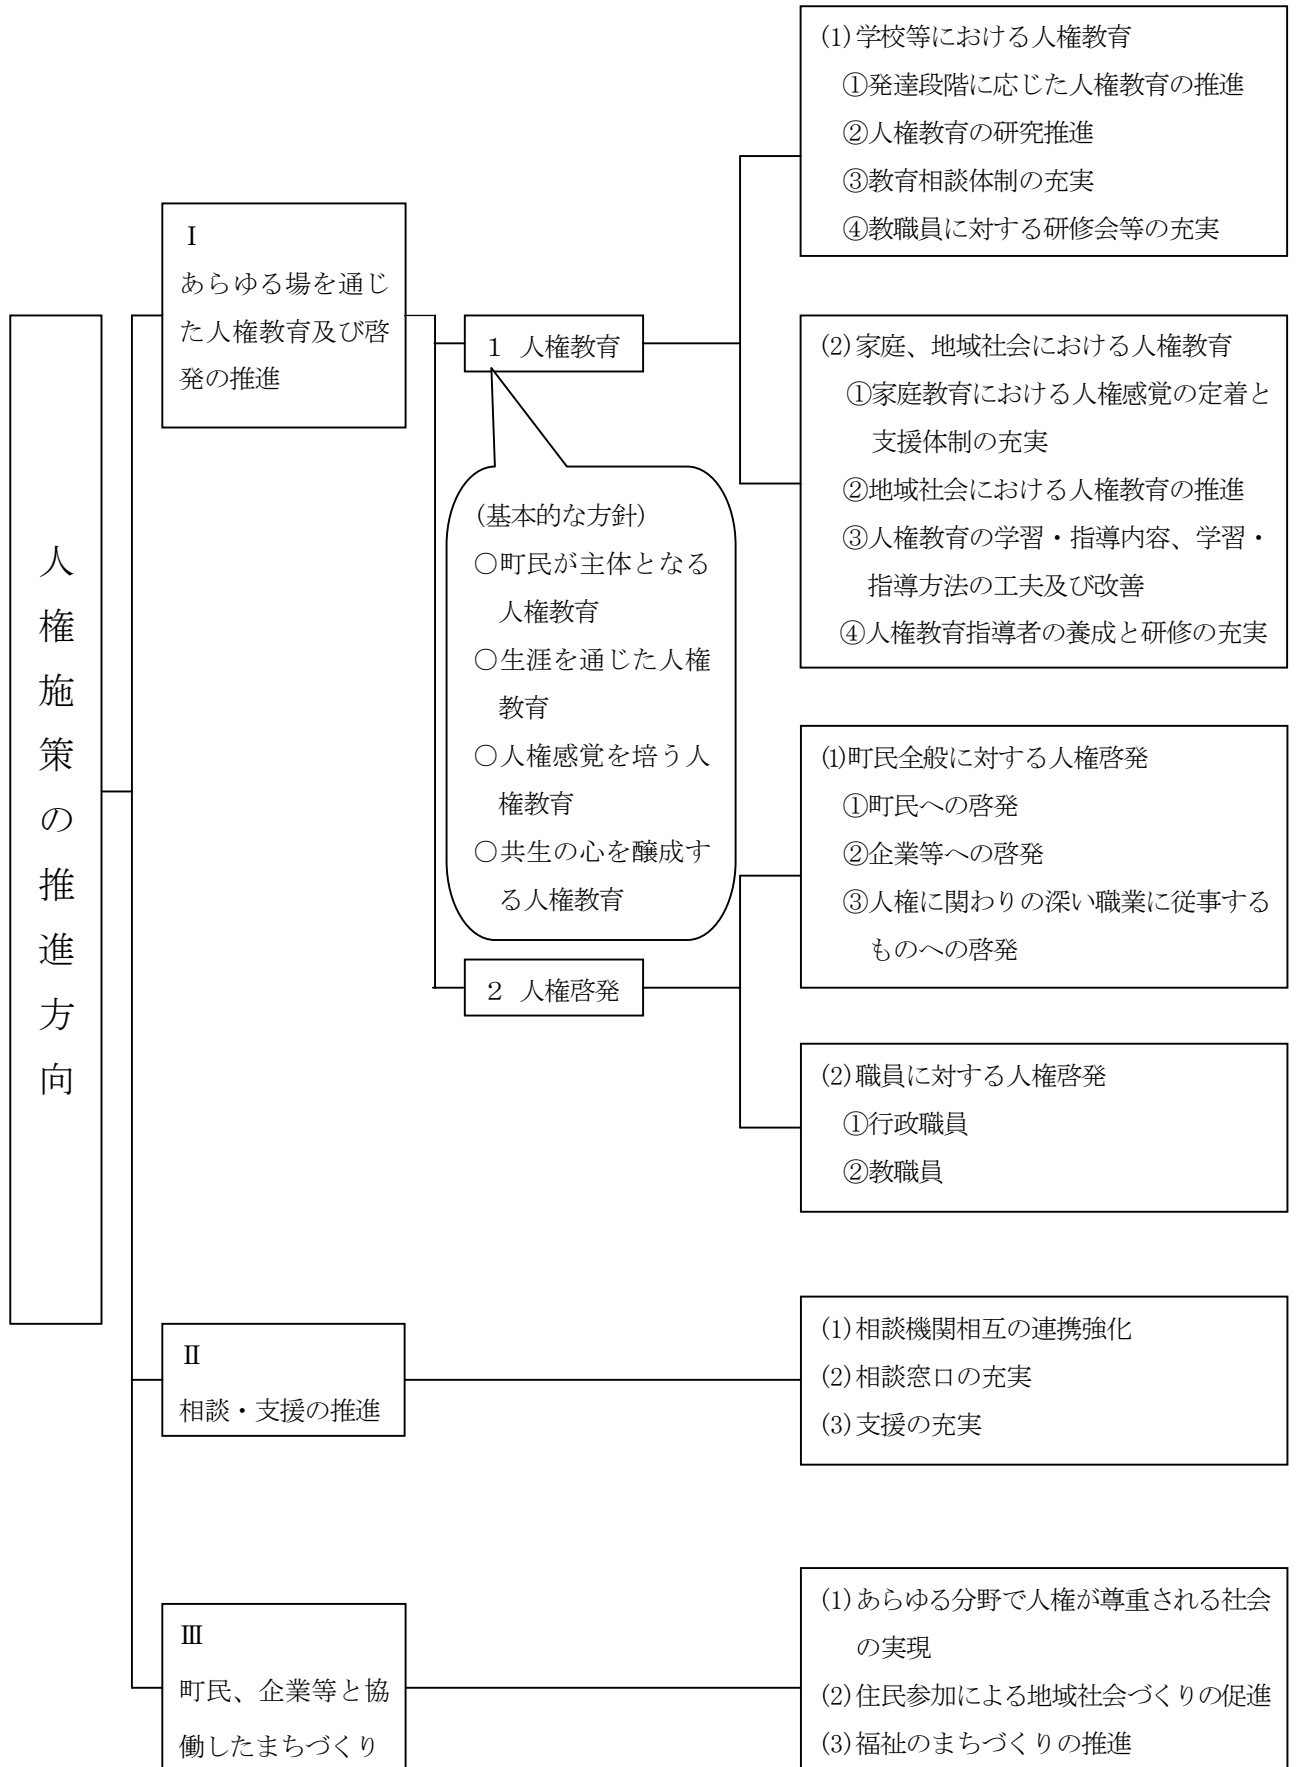 人権施策の推進方向
Ⅰ
あらゆる場を通じ
た人権教育及び啓
発の推進
1 人権教育
(基本的な方針)
○町民が主体となる
人権教育
○生涯を通じた人権
教育
○人権感覚を培う人
権教育
○共生の心を醸成す
る人権教育
(1)学校等における人権教育
①発達段階に応じた人権教育の推進
②人権教育の研究推進
③教育相談体制の充実
④教職員に対する研修会等の充実
(2)家庭、地域社会における人権教育
①家庭教育における人権感覚の定着と
支援体制の充実
②地域社会における人権教育の推進
③人権教育の学習・指導内容、学習・
指導方法の工夫及び改善
④人権教育指導者の養成と研修の充実
2 人権啓発
(1)町民全般に対する人権啓発
①町民への啓発
②企業等への啓発
③人権に関わりの深い職業に従事する
ものへの啓発
(2)職員に対する人権啓発
①行政職員
②教職員
Ⅱ
相談・支援の推進
(1)相談機関相互の連携強化
(2)相談窓口の充実
(3)支援の充実
Ⅲ
町民、企業等と協
働したまちづくり
(1)あらゆる分野で人権が尊重される社会
の実現
(2)住民参加による地域社会づくりの促進
(3)福祉のまちづくりの推進